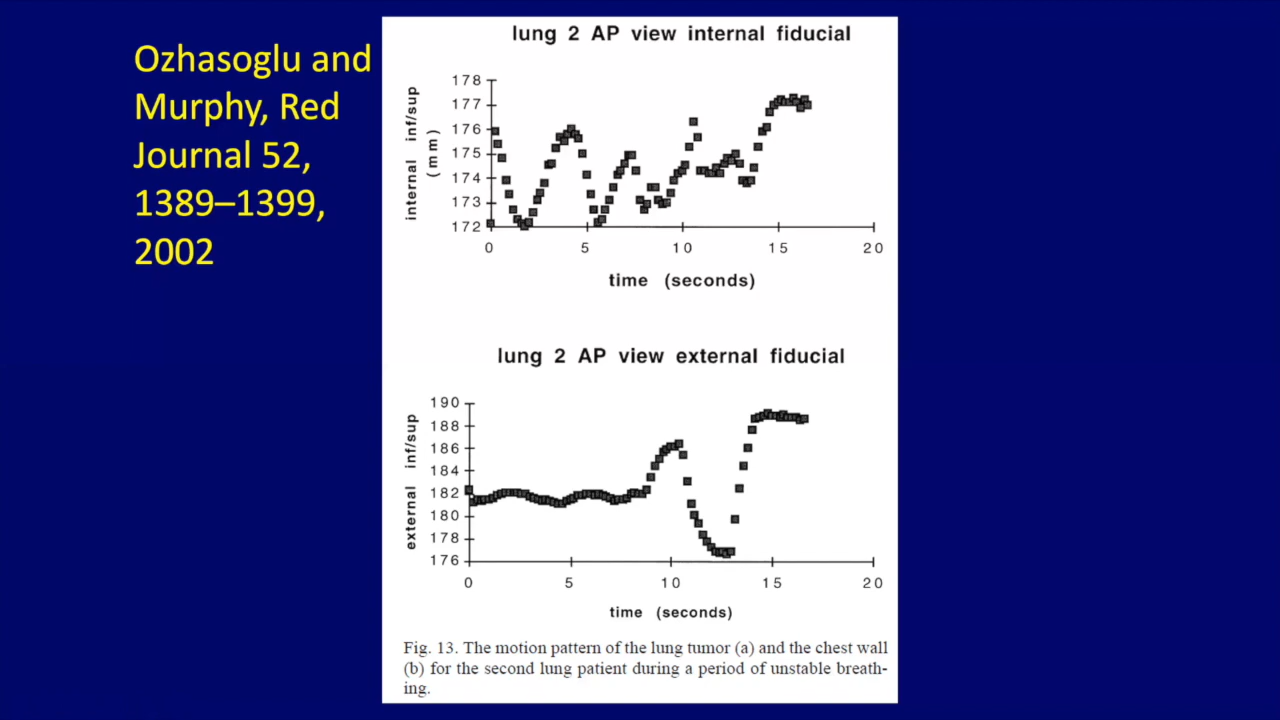 Ozhasoglu and
Murphy, Red
Journal 52,
1389–1399,
2002
lung 2 AP view internal fiducial
internal inf/sup
(mm)
178
177
176
175
174
173
172
0 5 10 15 20
time (seconds)
lung 2 AP view external fiducial
external inf/sup
190
188
186
184
182
180
178
176
0 5 10 15 20
time (seconds)
Fig. 13. The motion pattern of the lung tumor (a) and the chest wall
(b) for the second lung patient during a period of unstable breath-
ing.